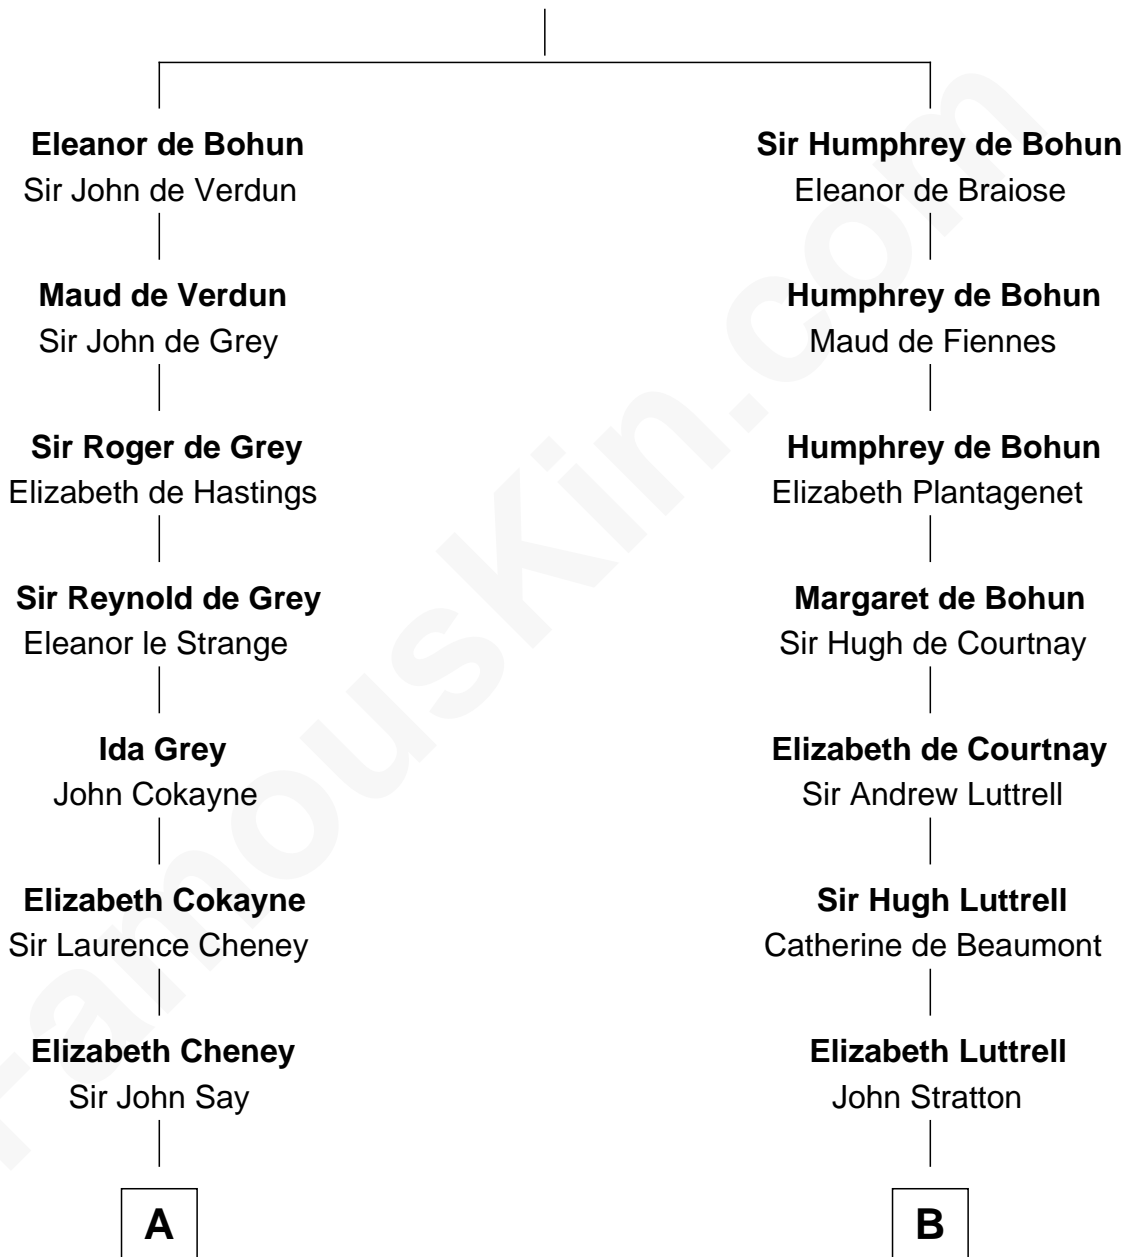 Eleanor de Bohun
Sir John de Verdun
Maud de Verdun
Sir John de Grey
Sir Roger de Grey
Elizabeth de Hastings
Sir Reynold de Grey
Eleanor le Strange
Ida Grey
John Cokayne
Elizabeth Cokayne
Sir Laurence Cheney
Elizabeth Cheney
Sir John Say
A
Sir Humphrey de Bohun
Eleanor de Braiose
Humphrey de Bohun
Maud de Fiennes
Humphrey de Bohun
Elizabeth Plantagenet
Margaret de Bohun
Sir Hugh de Courtnay
Elizabeth de Courtnay
Sir Andrew Luttrell
Sir Hugh Luttrell
Catherine de Beaumont
Elizabeth Luttrell
John Stratton
B
FamousKin.com